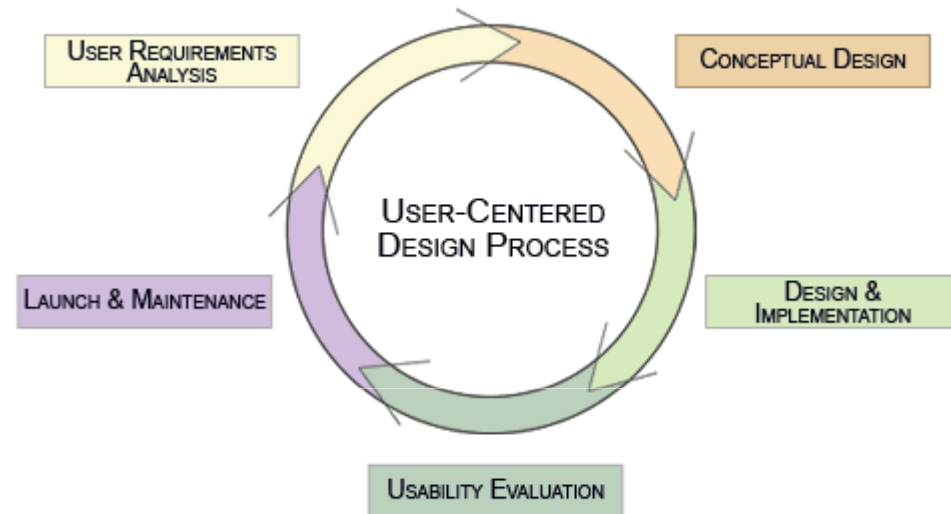 User Requirements
Analysis
Conceptual Design
User-Centered
Design Process
Launch & Maintenance
Design &
Implementation
Usability Evaluation